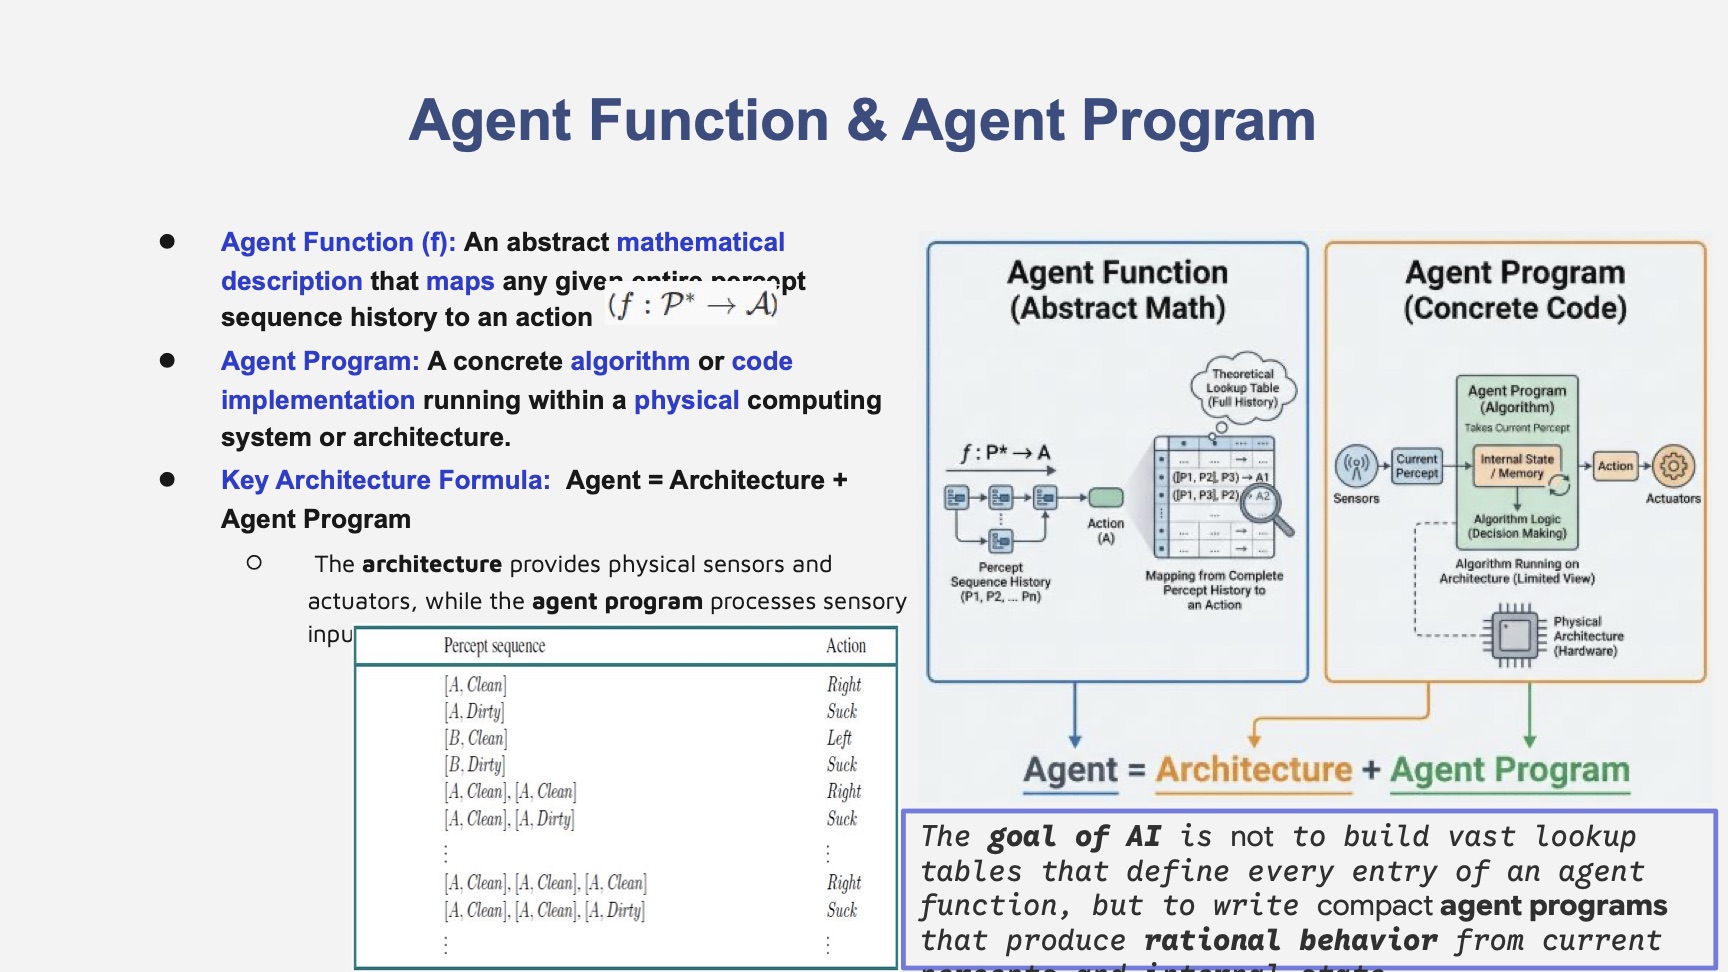 Agent Function & Agent Program
● Agent Function (f): An abstract mathematical
description that maps any given entire percept
sequence history to an action (f : P* → A)
● Agent Program: A concrete algorithm or code
implementation running within a physical computing
system or architecture.
● Key Architecture Formula: Agent = Architecture +
Agent Program
○ The architecture provides physical sensors and
actuators, while the agent program processes sensory
inpu
Percept sequence Action
[A, Clean] Right
[A, Dirty] Suck
[B, Clean] Left
[B, Dirty] Suck
[A, Clean], [A, Clean] Right
[A, Clean], [A, Dirty] Suck
⋮ ⋮
[A, Clean], [A, Clean], [A, Clean] Right
[A, Clean], [A, Clean], [A, Dirty] Suck
⋮ ⋮
Agent Function
(Abstract Math)
Theoretical
Lookup Table
(Full History)
f : P* → A
... ... → ...
([P1, P2], P3) → A1
([P1, P3], P2) → A2
...
... ... → ...
... ... → ...
Action
(A)
Percept
Sequence History
(P1, P2, ... Pn)
Mapping from Complete
Percept History to
an Action
Agent Program
(Concrete Code)
Agent Program
(Algorithm)
Takes Current Percept
Sensors
Current
Percept
Internal State
/ Memory
Action
Actuators
Algorithm Logic
(Decision Making)
Algorithm Running on
Architecture (Limited View)
Physical
Architecture
(Hardware)
Agent = Architecture + Agent Program
The goal of AI is not to build vast lookup
tables that define every entry of an agent
function, but to write compact agent programs
that produce rational behavior from current
percepts and internal state